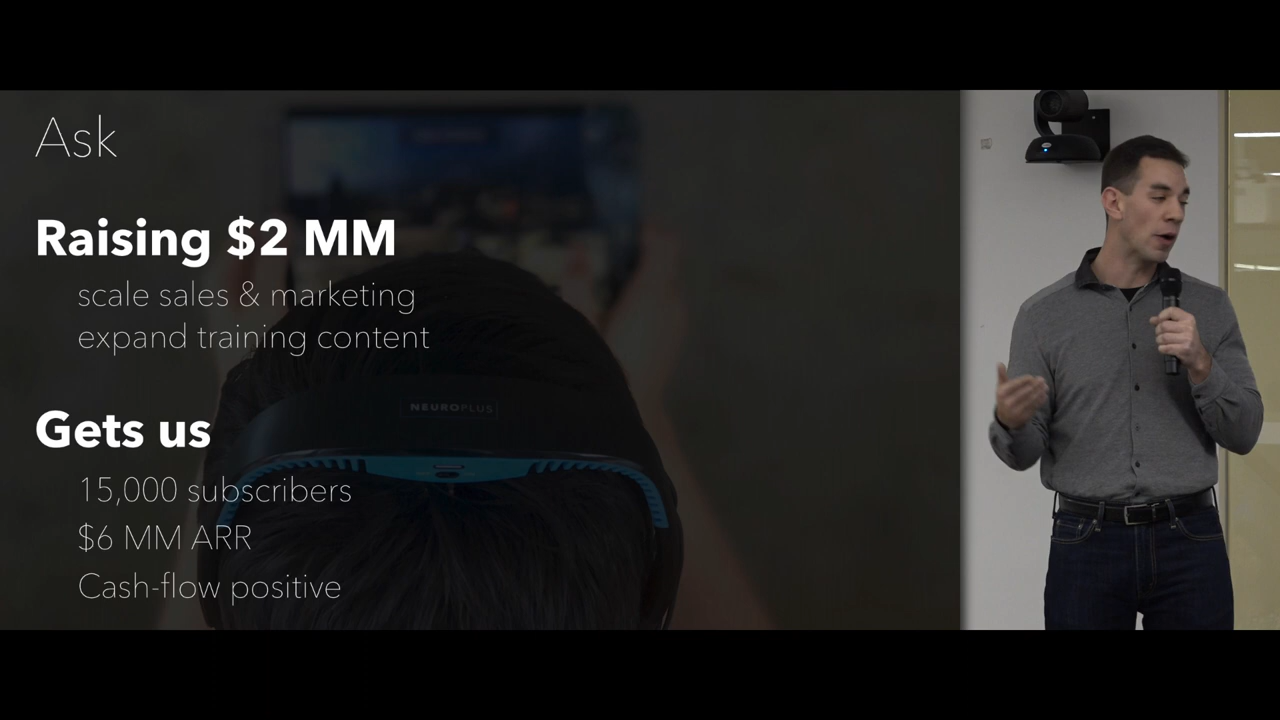 Ask
Raising $2 MM
scale sales & marketing
expand training content
NEUROPLUS
Gets us
15,000 subscribers
$6 MM ARR
Cash-flow positive